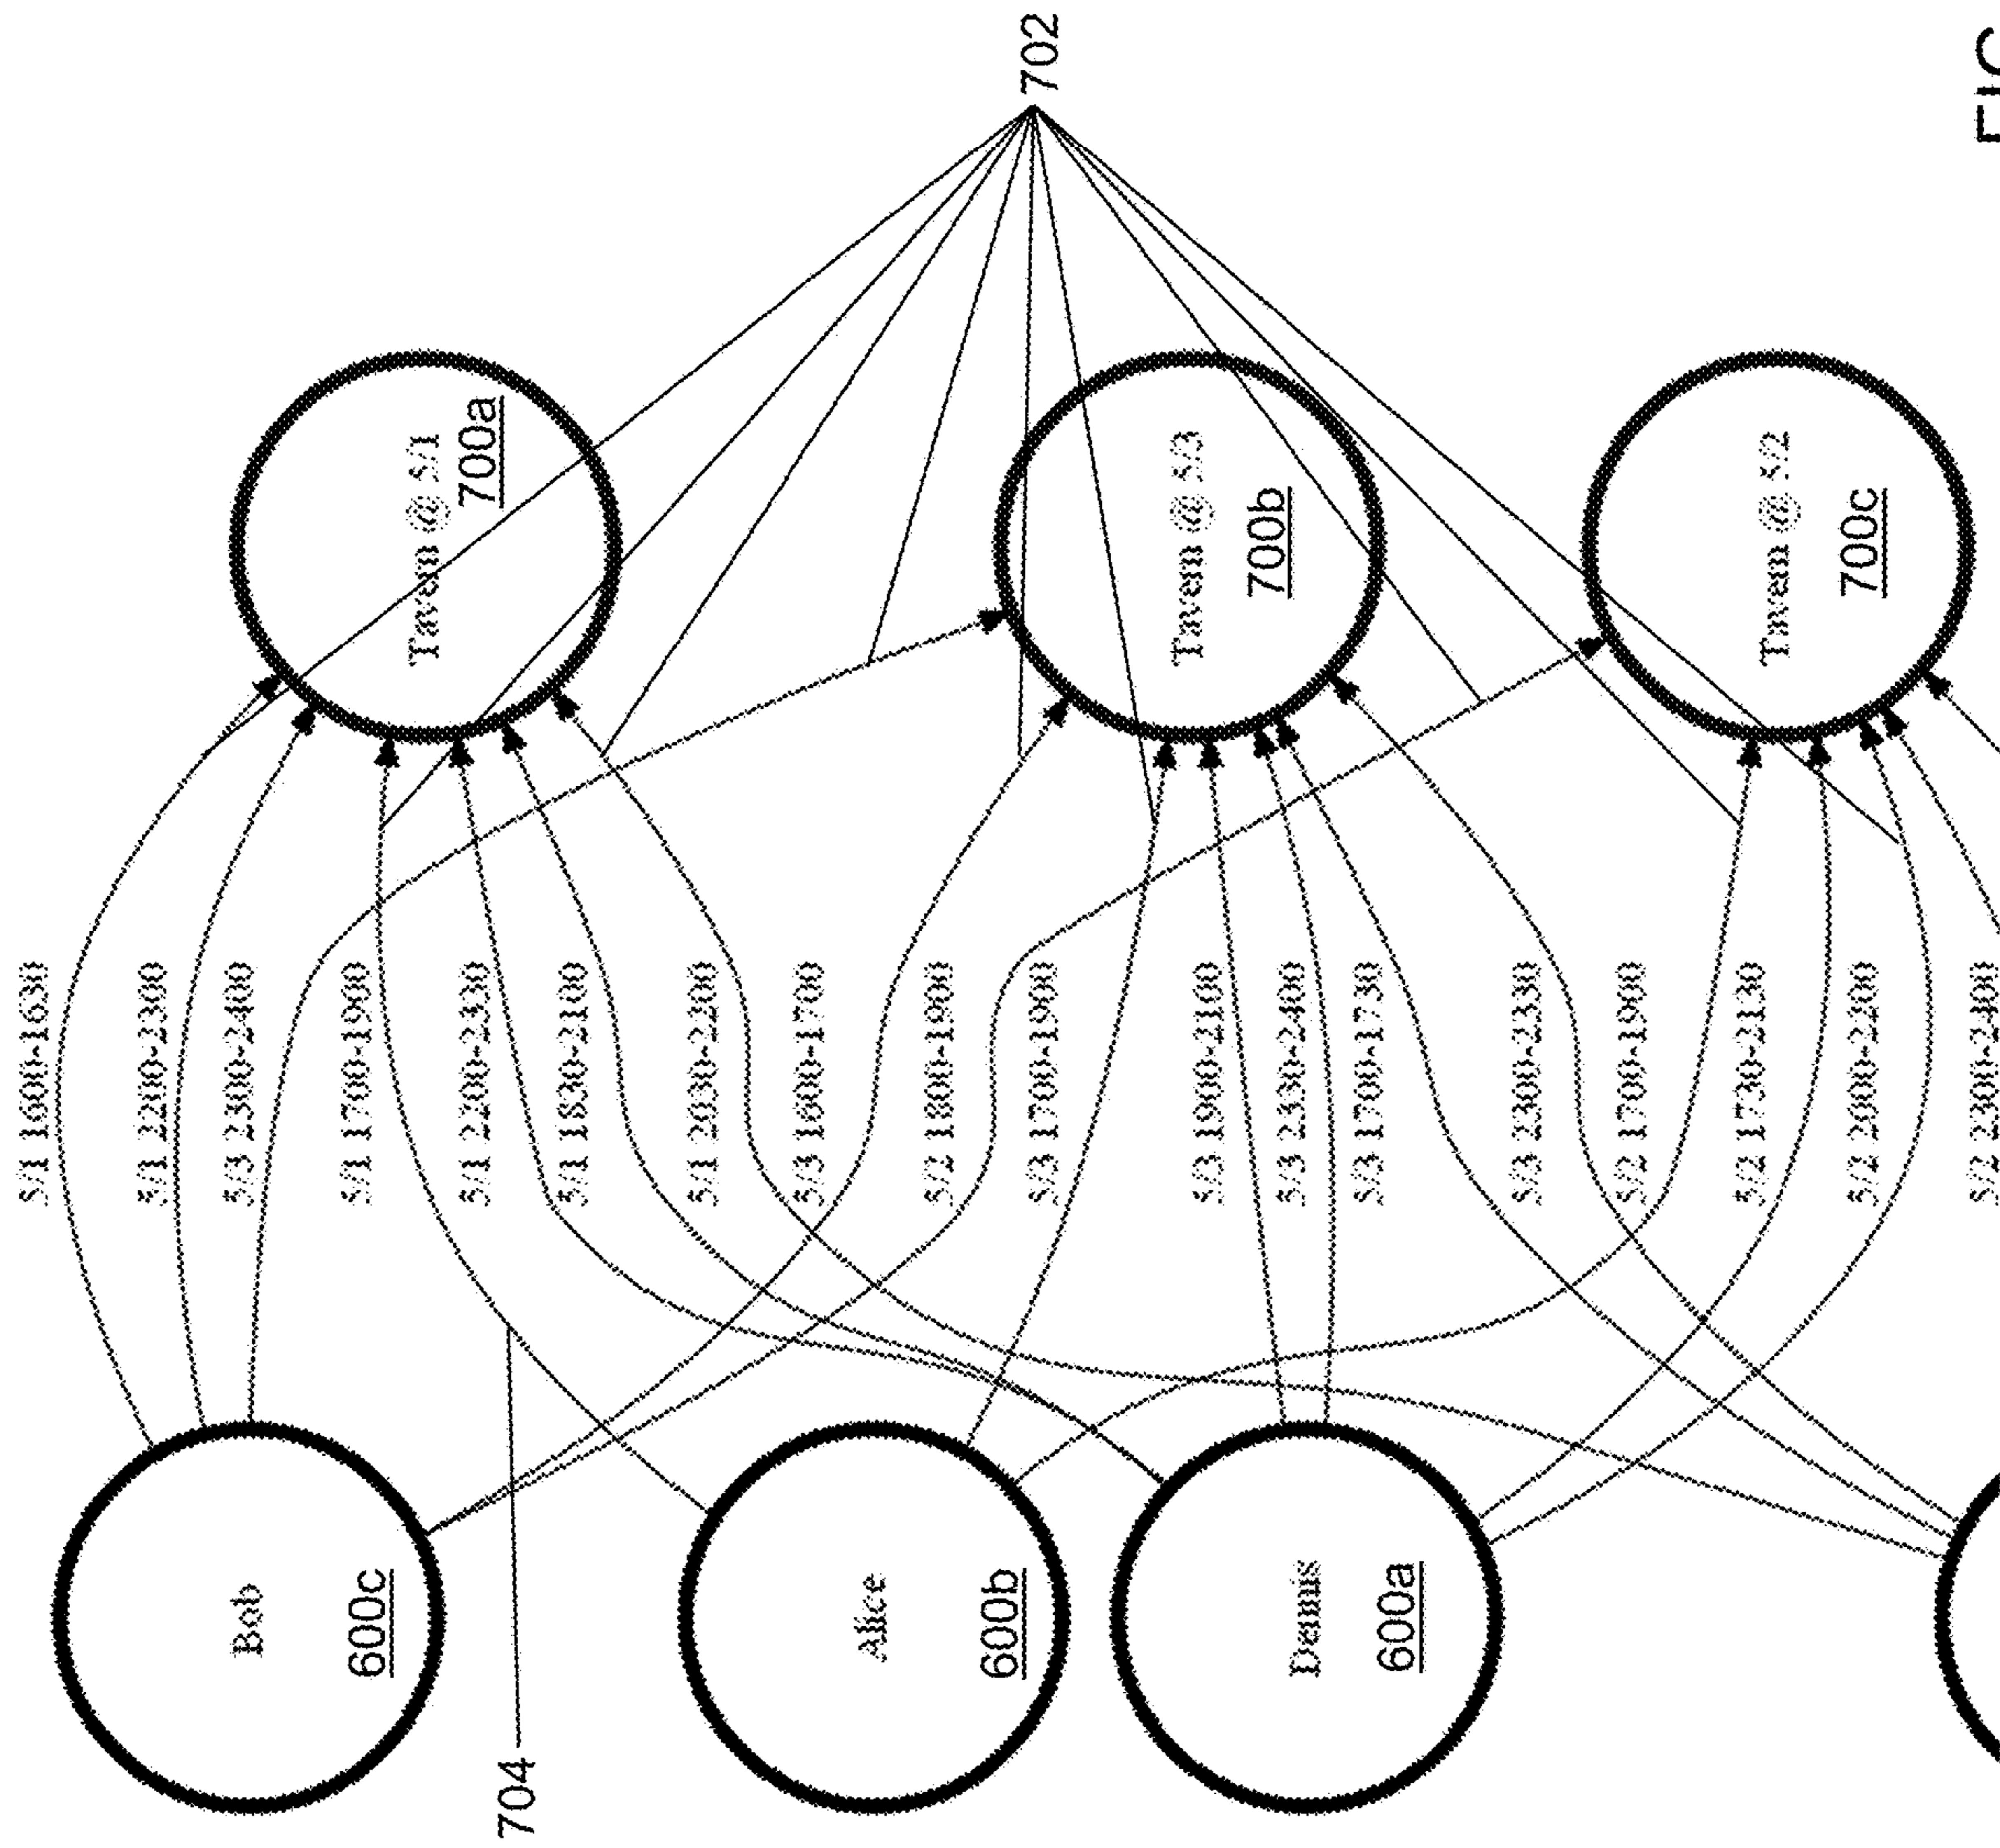 5/1 1600-1630
5/1 2200-2300
5/3 2300-2400
5/1 1700-1900
5/1 2200-2330
5/1 1830-2100
5/1 2030-2200
5/3 1600-1700
5/2 1800-1900
5/3 1700-1900
5/3 1900-2100
5/3 2330-2400
5/3 1700-1730
5/3 2300-2330
5/2 1700-1900
5/2 1730-2130
5/2 2000-2200
5/2 2300-2400
Bob
600c
Alice
600b
Dennis
600a
704
Tavern @ 5/1
700a
Tavern @ 5/3
700b
Tavern @ 5/2
700c
702
FIG